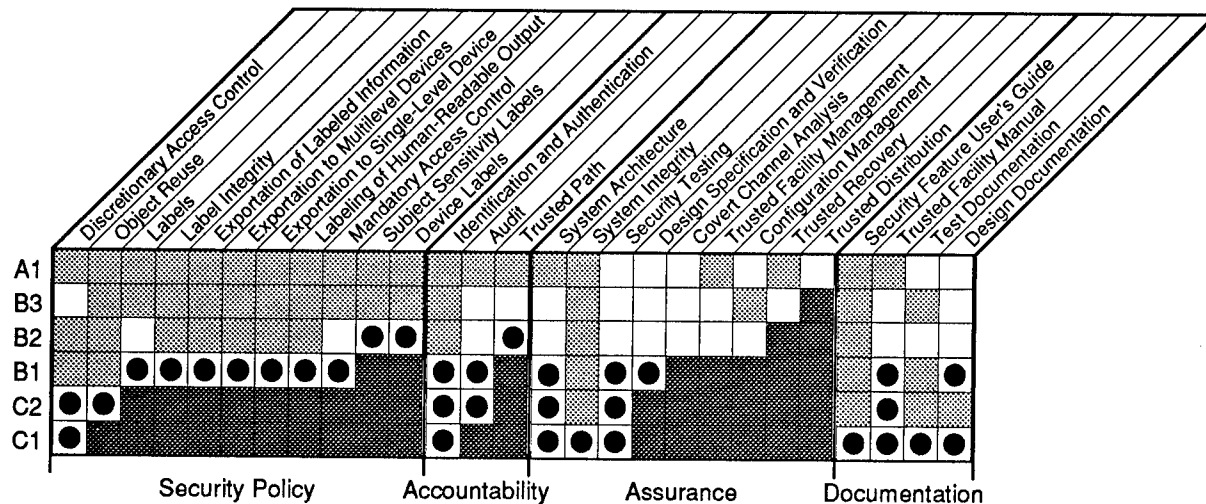 Discretionary Access Control
Object Reuse
Labels
Label Integrity
Exportation of Labeled Information
Exportation to Multilevel Devices
Exportation to Single-Level Device
Labeling of Human-Readable Output
Mandatory Access Control
Subject Sensitivity Labels
Device Labels
Identification and Authentication
Audit
Trusted Path
System Architecture
System Integrity
Security Testing
Design Specification and Verification
Covert Channel Analysis
Trusted Facility Management
Configuration Management
Trusted Recovery
Trusted Distribution
Security Feature User's Guide
Trusted Facility Manual
Test Documentation
Design Documentation
A1
B3
B2
B1
C2
C1
Security Policy
Accountability
Assurance
Documentation